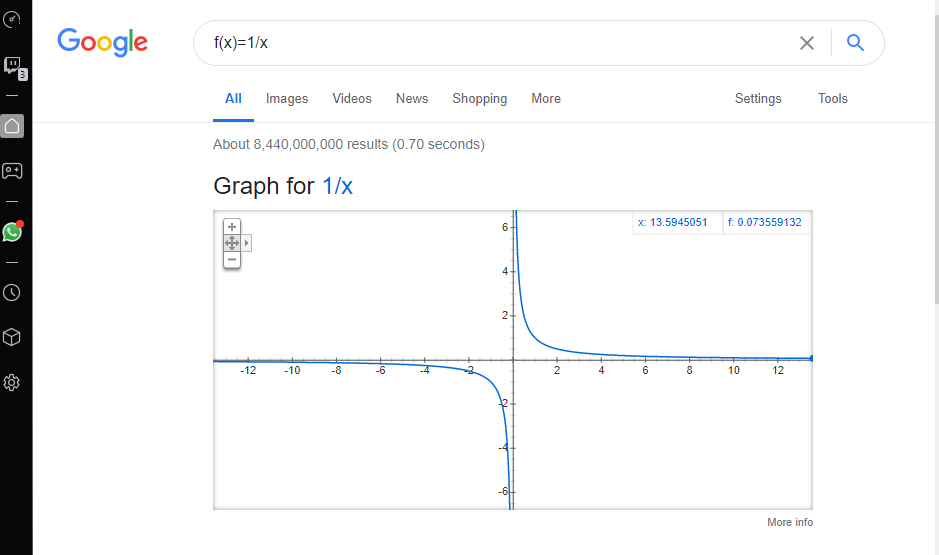 Google
f(x)=1/x
3
All Images Videos News Shopping More Settings Tools
About 8,440,000,000 results (0.70 seconds)
Graph for 1/x
x: 13.5945051 f: 0.073559132
6
4
2
-12 -10 -8 -6 -4 -2 2 4 6 8 10 12
-2
-4
-6
More info